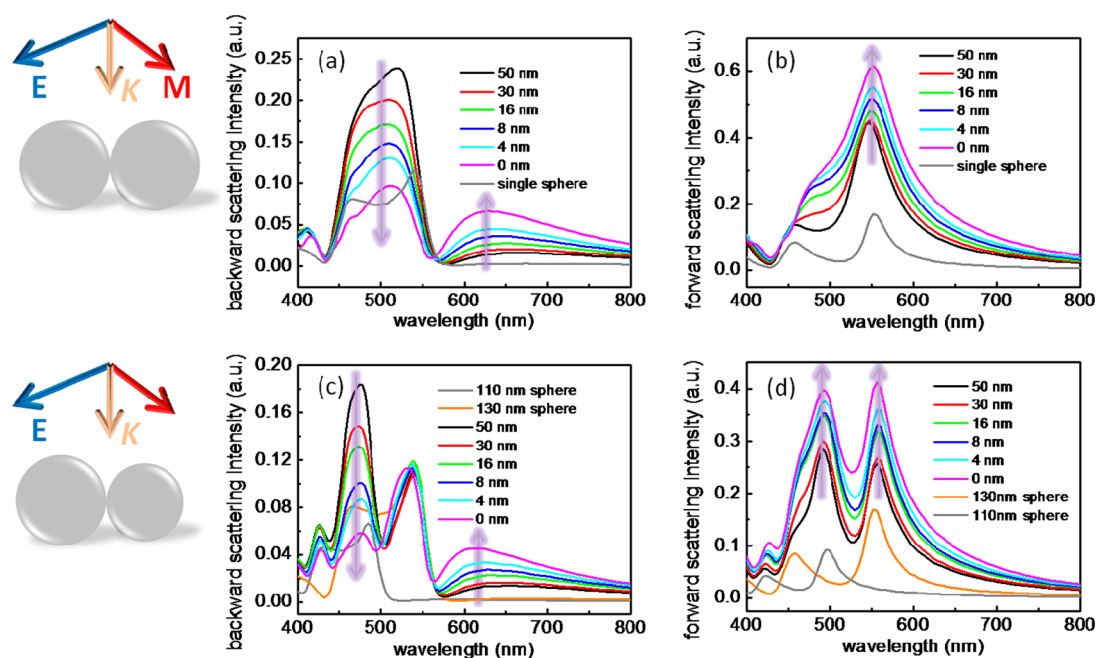 E
K
M
(a)
backward scattering Intensity (a.u.)
0.25
0.20
0.15
0.10
0.05
0.00
50 nm
30 nm
16 nm
8 nm
4 nm
0 nm
single sphere
400
500
600
700
800
wavelength (nm)
(b)
forward scattering Intensity (a.u.)
0.6
0.4
0.2
0.0
50 nm
30 nm
16 nm
8 nm
4 nm
0 nm
single sphere
400
500
600
700
800
wavelength (nm)
E
K
(c)
backward scattering Intensity (a.u.)
0.20
0.16
0.12
0.08
0.04
0.00
110 nm sphere
130 nm sphere
50 nm
30 nm
16 nm
8 nm
4 nm
0 nm
400
500
600
700
800
wavelength (nm)
(d)
forward scattering Intensity (a.u.)
0.4
0.3
0.2
0.1
0.0
50 nm
30 nm
16 nm
8 nm
4 nm
0 nm
130nm sphere
110nm sphere
400
500
600
700
800
wavelength (nm)